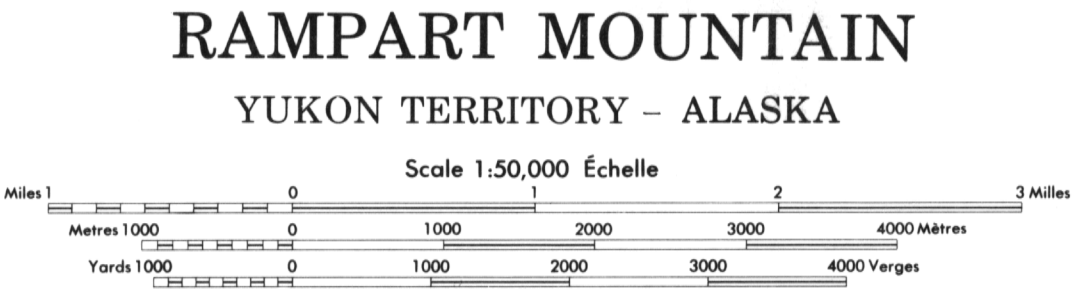 RAMPART MOUNTAIN
YUKON TERRITORY – ALASKA
Scale 1:50,000 Échelle
Miles 1 0 1 2 3 Milles
Metres 1000 0 1000 2000 3000 4000 Mètres
Yards 1000 0 1000 2000 3000 4000 Verges